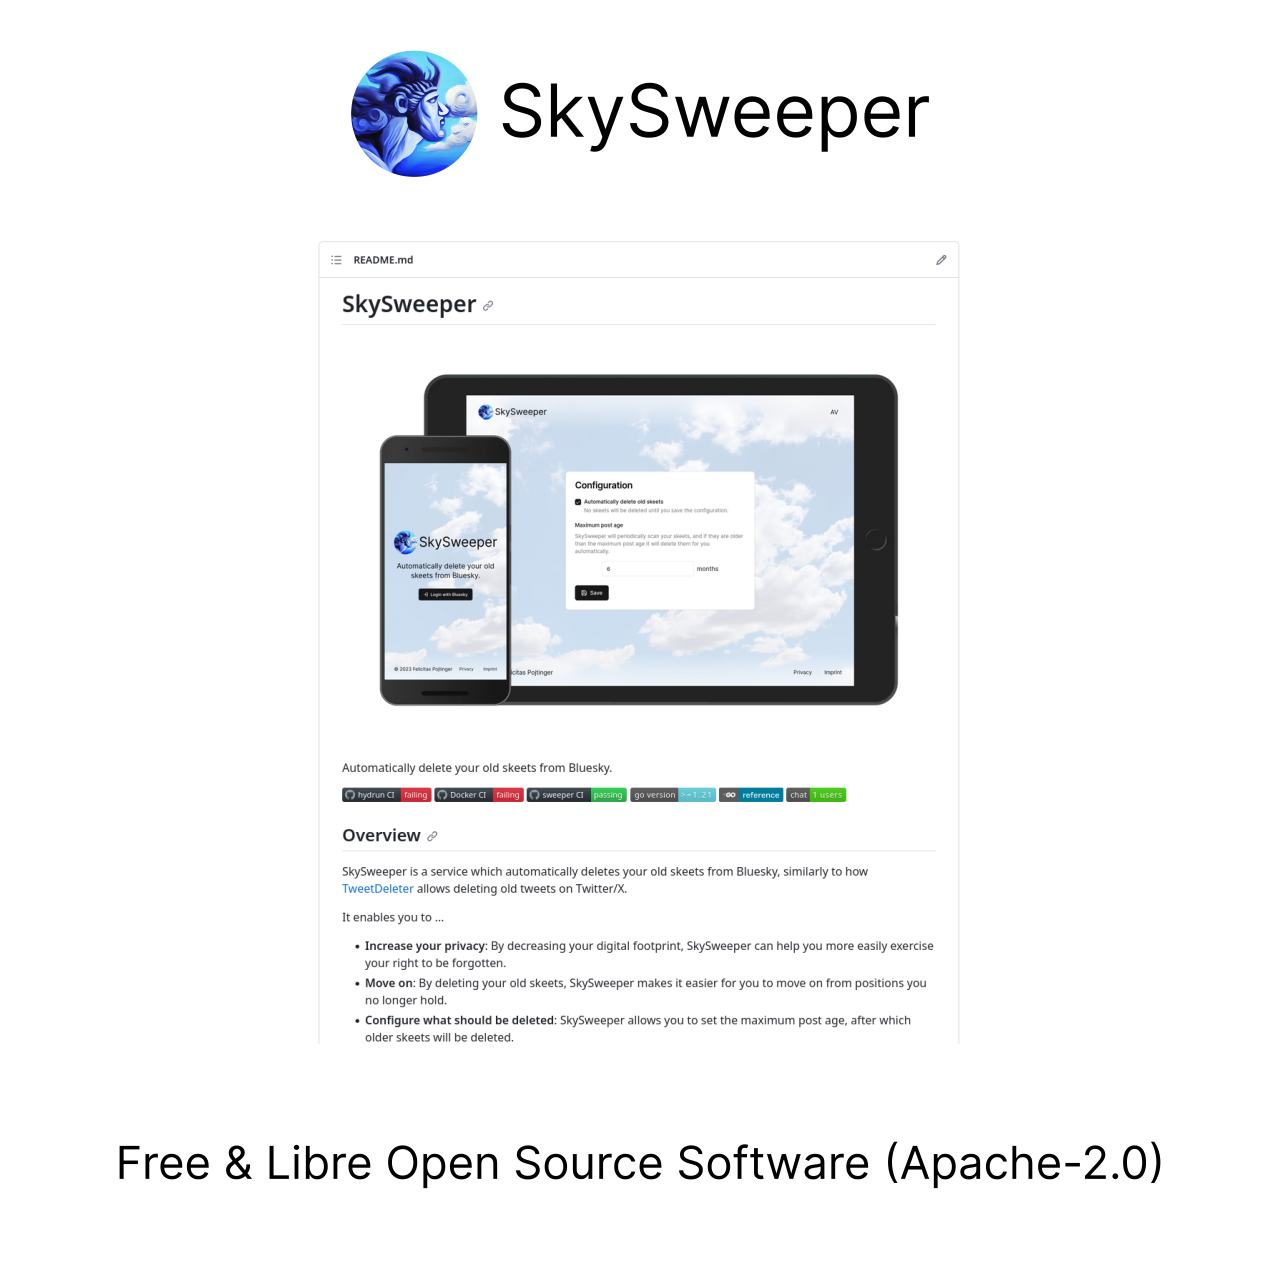 SkySweeper
README.md
SkySweeper
SkySweeper
AV
Configuration
Automatically delete old skeets
No skeets will be deleted until you save the configuration.
Maximum post age
SkySweeper will periodically scan your skeets, and if they are older
than the maximum post age it will delete them for you
automatically.
6 months
Save
icitas Pojtinger
Privacy Imprint
SkySweeper
Automatically delete your old
skeets from Bluesky.
Login with Bluesky
© 2023 Felicitas Pojtinger Privacy Imprint
Automatically delete your old skeets from Bluesky.
hydrun CI failing Docker CI failing sweeper CI passing go version >=1.21 GO reference chat 1 users
Overview
SkySweeper is a service which automatically deletes your old skeets from Bluesky, similarly to how
TweetDeleter allows deleting old tweets on Twitter/X.
It enables you to ...
• Increase your privacy: By decreasing your digital footprint, SkySweeper can help you more easily exercise
your right to be forgotten.
• Move on: By deleting your old skeets, SkySweeper makes it easier for you to move on from positions you
no longer hold.
• Configure what should be deleted: SkySweeper allows you to set the maximum post age, after which
older skeets will be deleted.
Free & Libre Open Source Software (Apache-2.0)